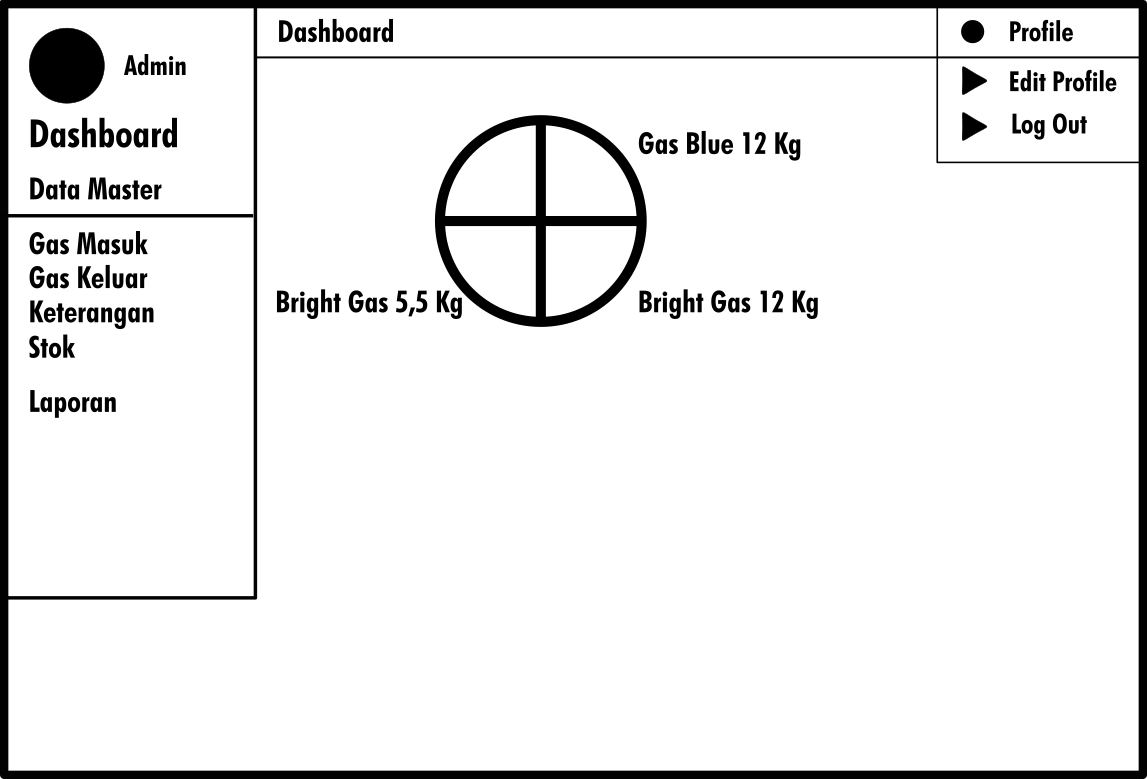 Admin
Dashboard
Data Master
Gas Masuk
Gas Keluar
Keterangan
Stok
Laporan
Dashboard
Profile
Edit Profile
Log Out
Gas Blue 12 Kg
Bright Gas 5,5 Kg
Bright Gas 12 Kg